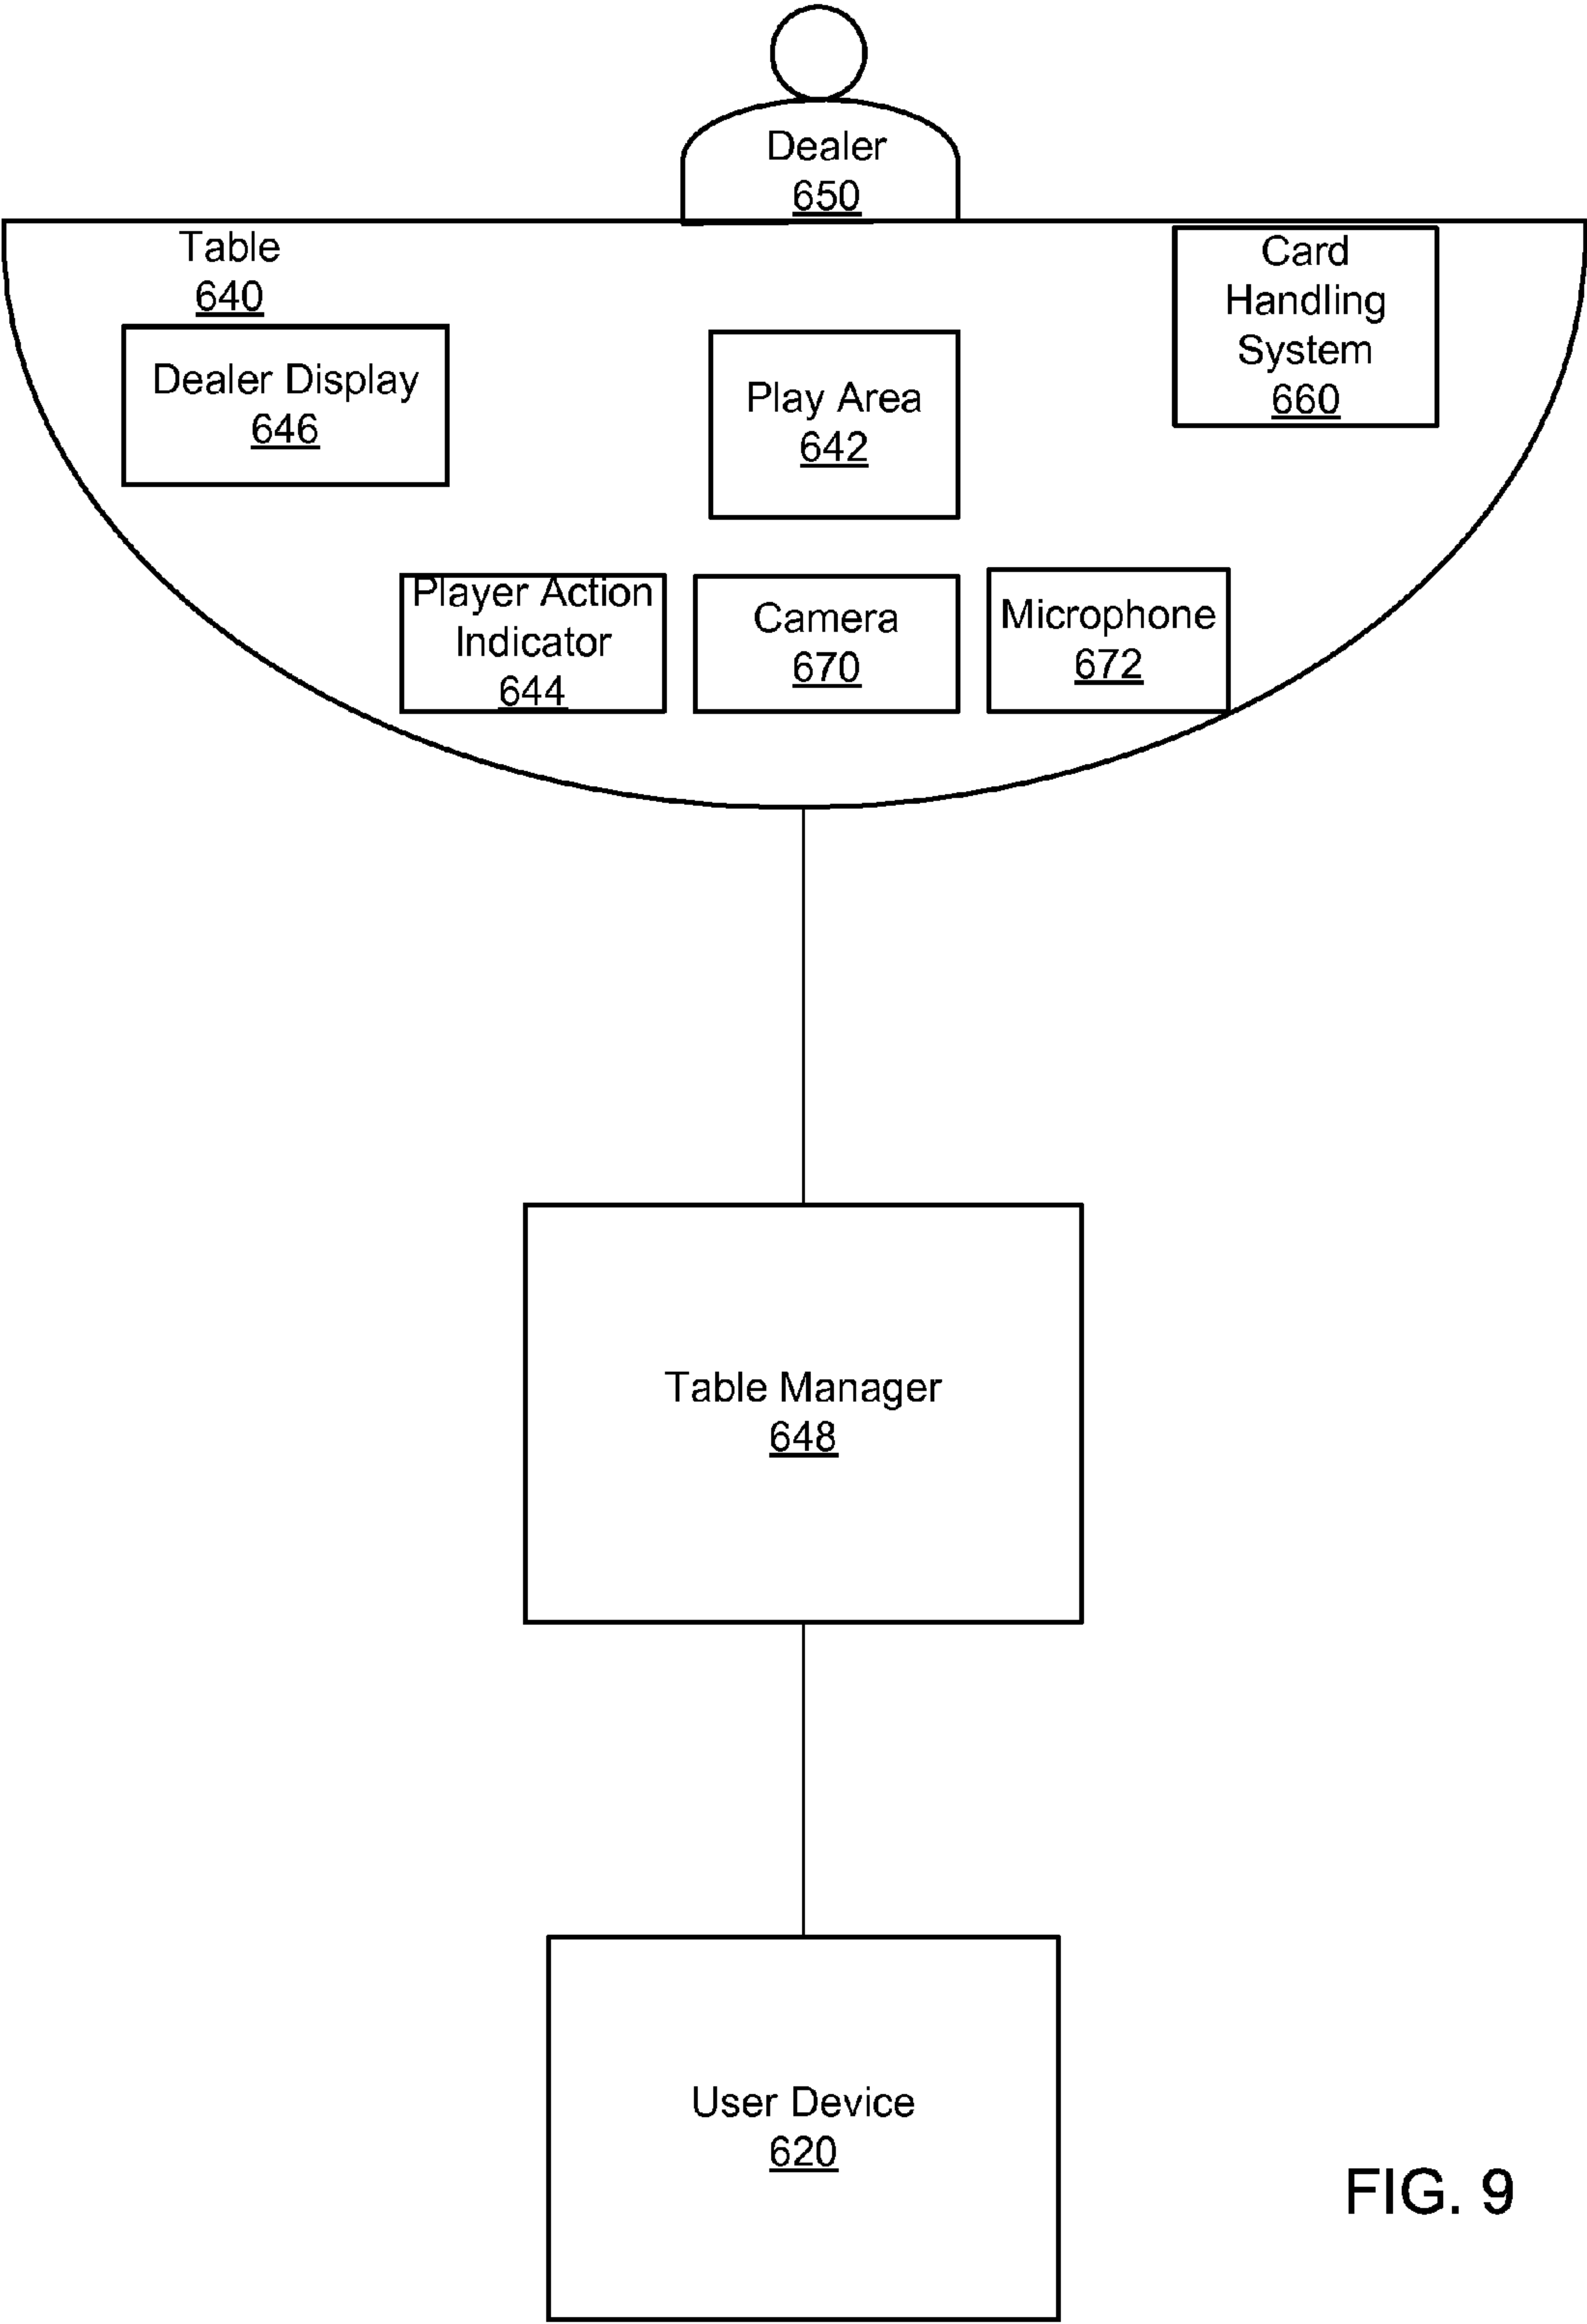 Dealer
650
Table
640
Card
Handling
System
660
Dealer Display
646
Play Area
642
Player Action
Indicator
644
Camera
670
Microphone
672
Table Manager
648
User Device
620
FIG. 9